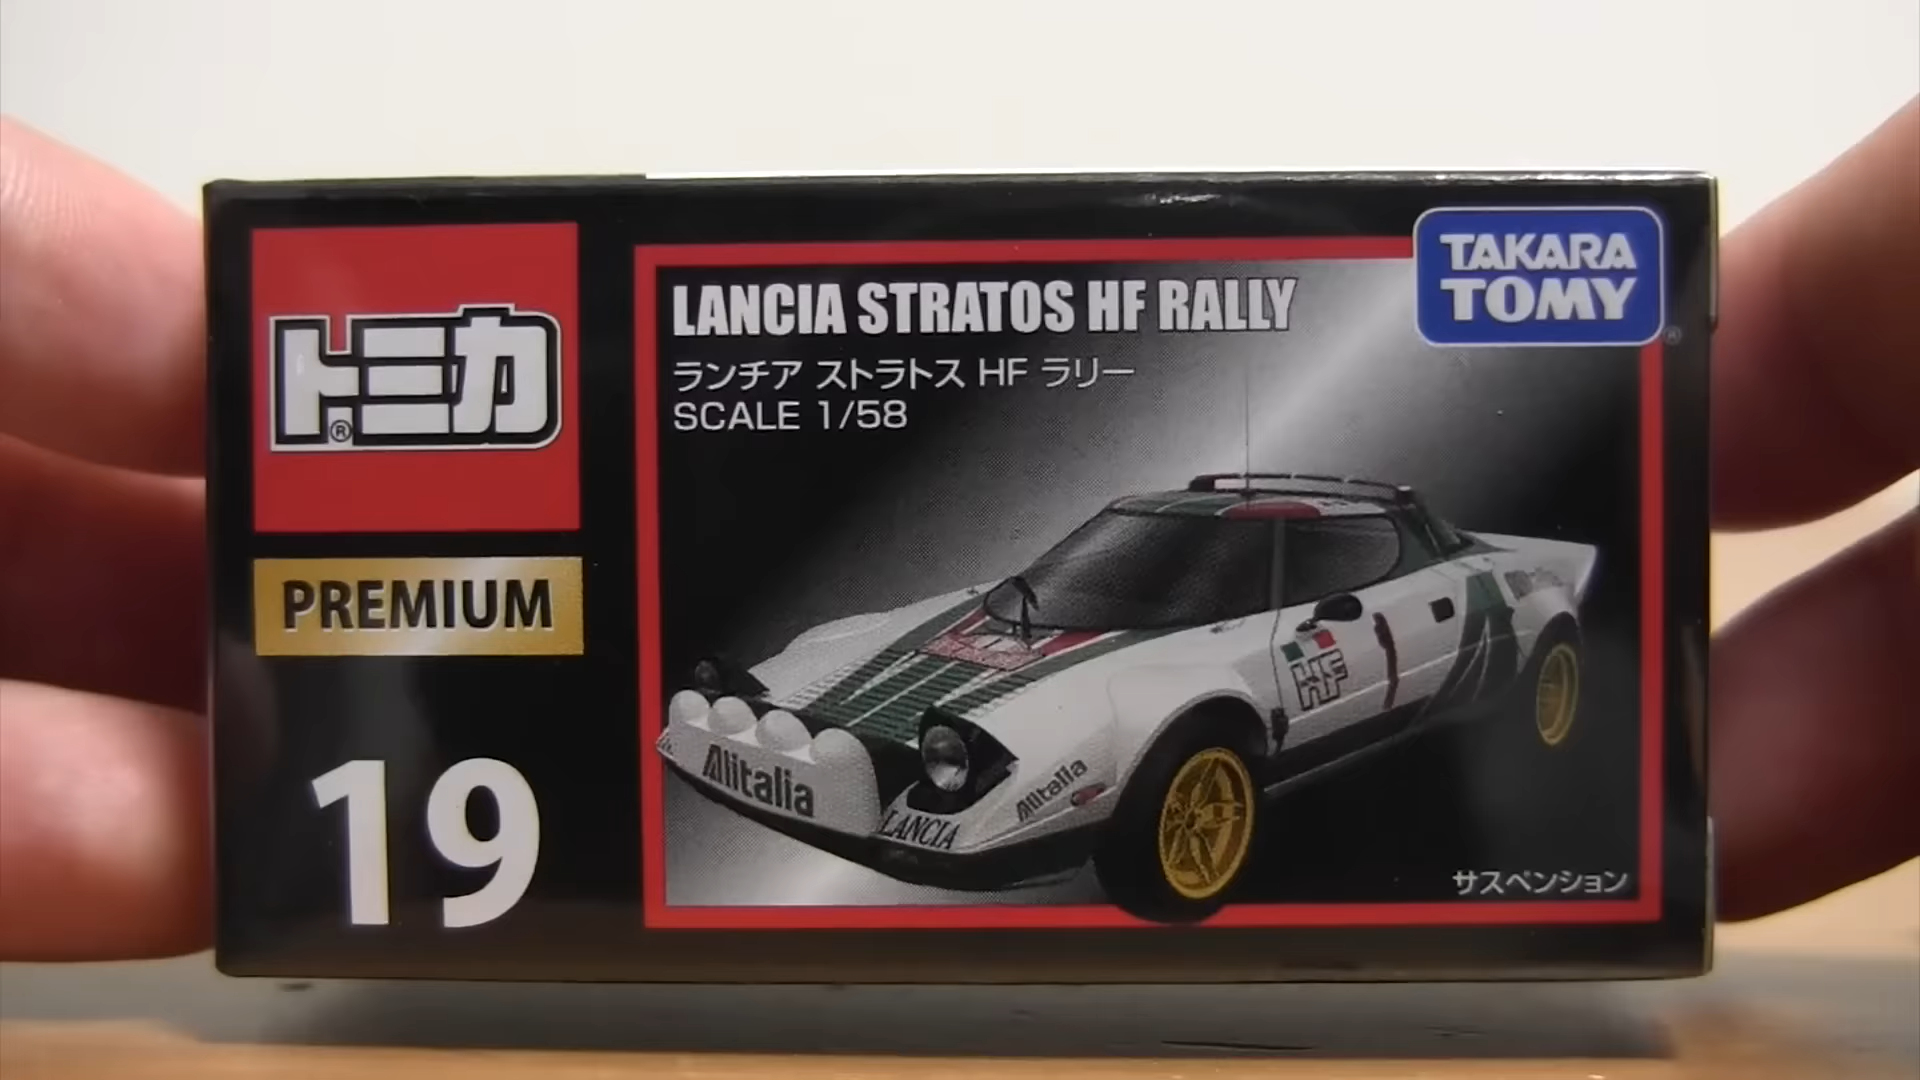 トミカ
®
PREMIUM
19
LANCIA STRATOS HF RALLY
ランチア ストラトス HF ラリー
SCALE 1/58
TAKARA
TOMY
®
HF
1
Alitalia
LANCIA
Alitalia
サスペンション